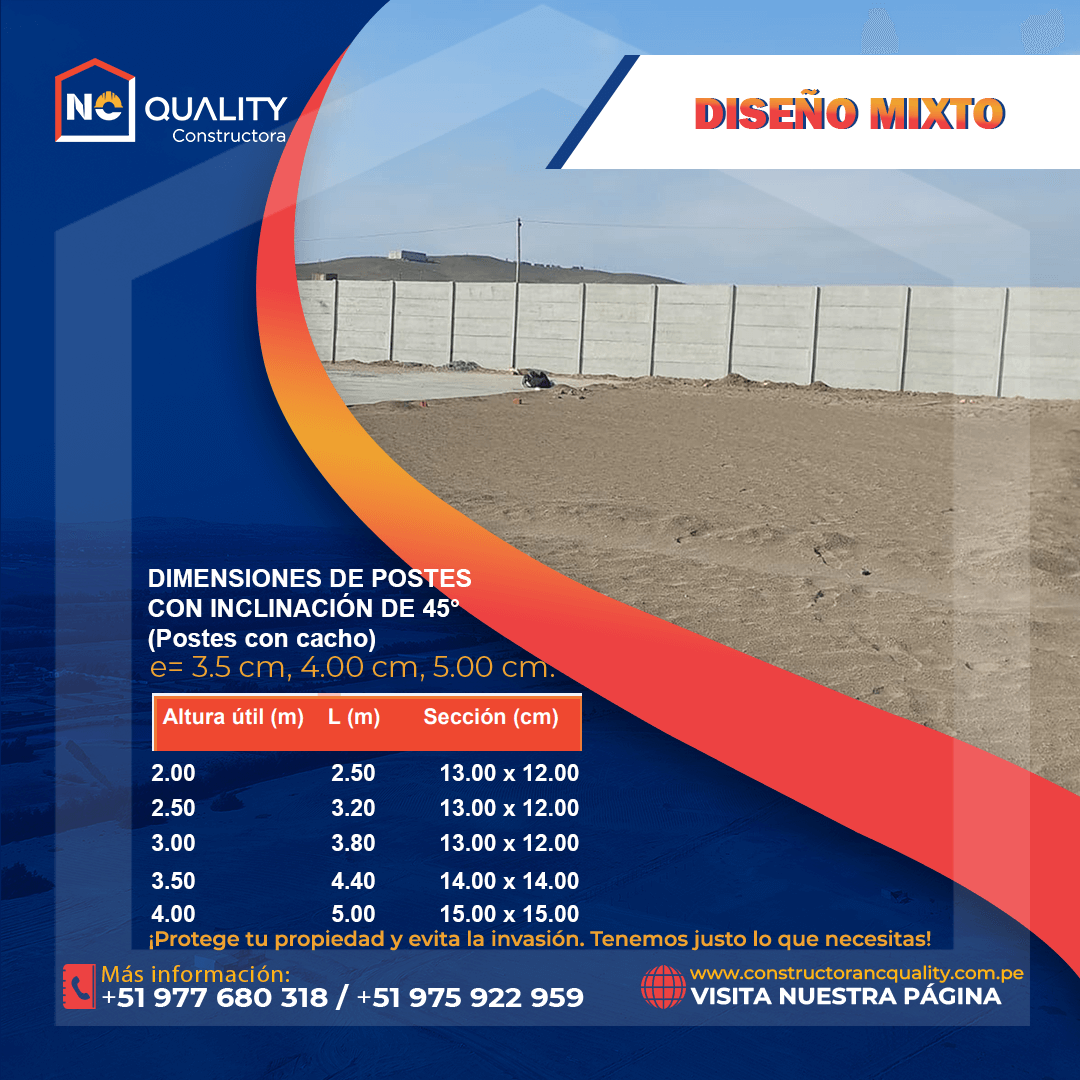 NC QUALITY
Constructora
DISEÑO MIXTO
DIMENSIONES DE POSTES
CON INCLINACIÓN DE 45°
(Postes con cacho)
e= 3.5 cm, 4.00 cm, 5.00 cm.
Altura útil (m) L (m) Sección (cm)
2.00 2.50 13.00 x 12.00
2.50 3.20 13.00 x 12.00
3.00 3.80 13.00 x 12.00
3.50 4.40 14.00 x 14.00
4.00 5.00 15.00 x 15.00
¡Protege tu propiedad y evita la invasión. Tenemos justo lo que necesitas!
Más información:
+51 977 680 318 / +51 975 922 959
www.constructorancquality.com.pe
VISITA NUESTRA PÁGINA